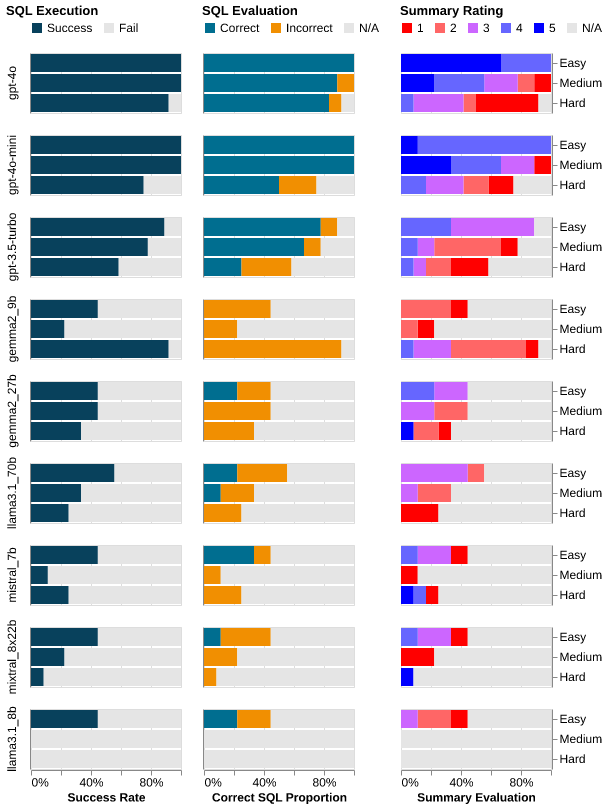 SQL Execution
Success Fail
SQL Evaluation
Correct Incorrect N/A
Summary Rating
1 2 3 4 5 N/A
gpt-4o
Easy
Medium
Hard
gpt-4o-mini
Easy
Medium
Hard
gpt-3.5-turbo
Easy
Medium
Hard
gemma2_9b
Easy
Medium
Hard
gemma2_27b
Easy
Medium
Hard
llama3.1_70b
Easy
Medium
Hard
mistral_7b
Easy
Medium
Hard
mixtral_8x22b
Easy
Medium
Hard
llama3.1_8b
Easy
Medium
Hard
0% 40% 80%
0% 40% 80%
0% 40% 80%
Success Rate
Correct SQL Proportion
Summary Evaluation